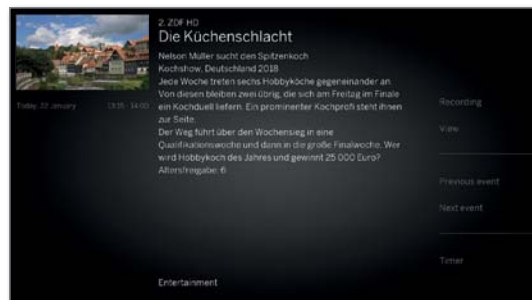 2. ZDF HD
Die Küchenschlacht
Nelson Müller sucht den Spitzenkoch
Kochshow, Deutschland 2018
Jede Woche treten sechs Hobbyköche gegeneinander an.
Von diesen bleiben zwei übrig, die sich am Freitag im Finale
ein Kochduell liefern. Ein prominenter Kochprofi steht ihnen
zur Seite.
Der Weg führt über den Wochensieg in eine
Qualifikationswoche und dann in die große Finalwoche. Wer
wird Hobbykoch des Jahres und gewinnt 25 000 Euro?
Altersfreigabe: 6
Today, 22 January 13:15 - 14:00
Entertainment
Recording
View
Previous event
Next event
Timer